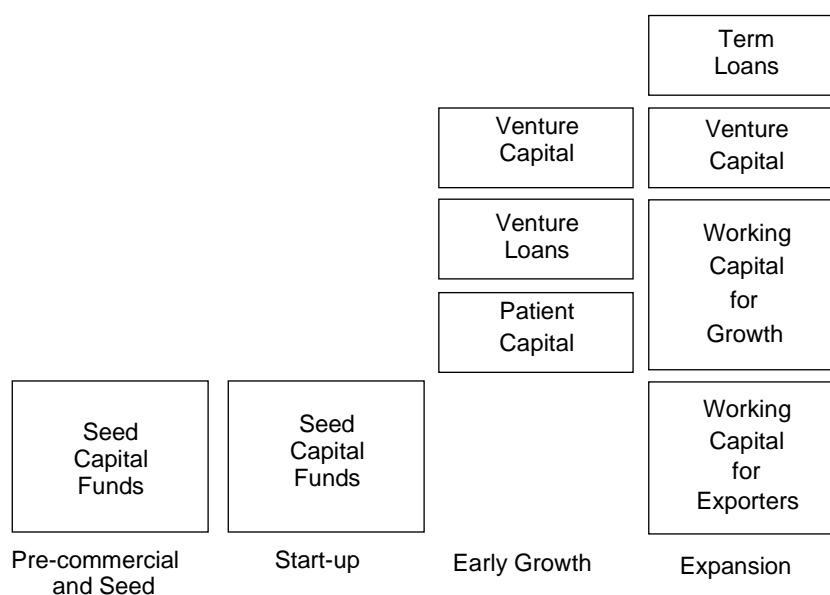 Term
Loans
Venture
Capital
Venture
Capital
Venture
Loans
Working
Capital
for
Growth
Patient
Capital
Seed
Capital
Funds
Seed
Capital
Funds
Working
Capital
for
Exporters
Pre-commercial
and Seed
Start-up
Early Growth
Expansion